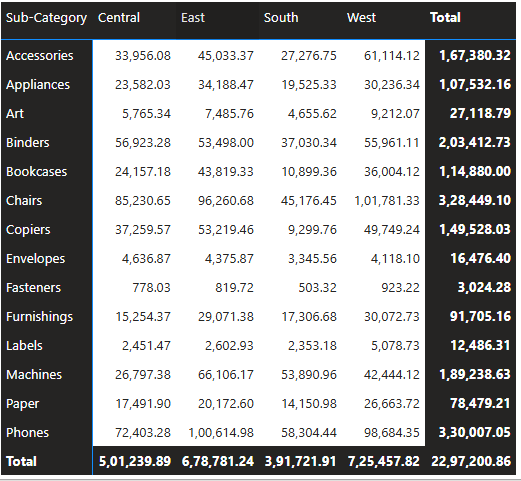 Sub-Category Central East South West Total
Accessories 33,956.08 45,033.37 27,276.75 61,114.12 1,67,380.32
Appliances 23,582.03 34,188.47 19,525.33 30,236.34 1,07,532.16
Art 5,765.34 7,485.76 4,655.62 9,212.07 27,118.79
Binders 56,923.28 53,498.00 37,030.34 55,961.11 2,03,412.73
Bookcases 24,157.18 43,819.33 10,899.36 36,004.12 1,14,880.00
Chairs 85,230.65 96,260.68 45,176.45 1,01,781.33 3,28,449.10
Copiers 37,259.57 53,219.46 9,299.76 49,749.24 1,49,528.03
Envelopes 4,636.87 4,375.87 3,345.56 4,118.10 16,476.40
Fasteners 778.03 819.72 503.32 923.22 3,024.28
Furnishings 15,254.37 29,071.38 17,306.68 30,072.73 91,705.16
Labels 2,451.47 2,602.93 2,353.18 5,078.73 12,486.31
Machines 26,797.38 66,106.17 53,890.96 42,444.12 1,89,238.63
Paper 17,491.90 20,172.60 14,150.98 26,663.72 78,479.21
Phones 72,403.28 1,00,614.98 58,304.44 98,684.35 3,30,007.05
Total 5,01,239.89 6,78,781.24 3,91,721.91 7,25,457.82 22,97,200.86